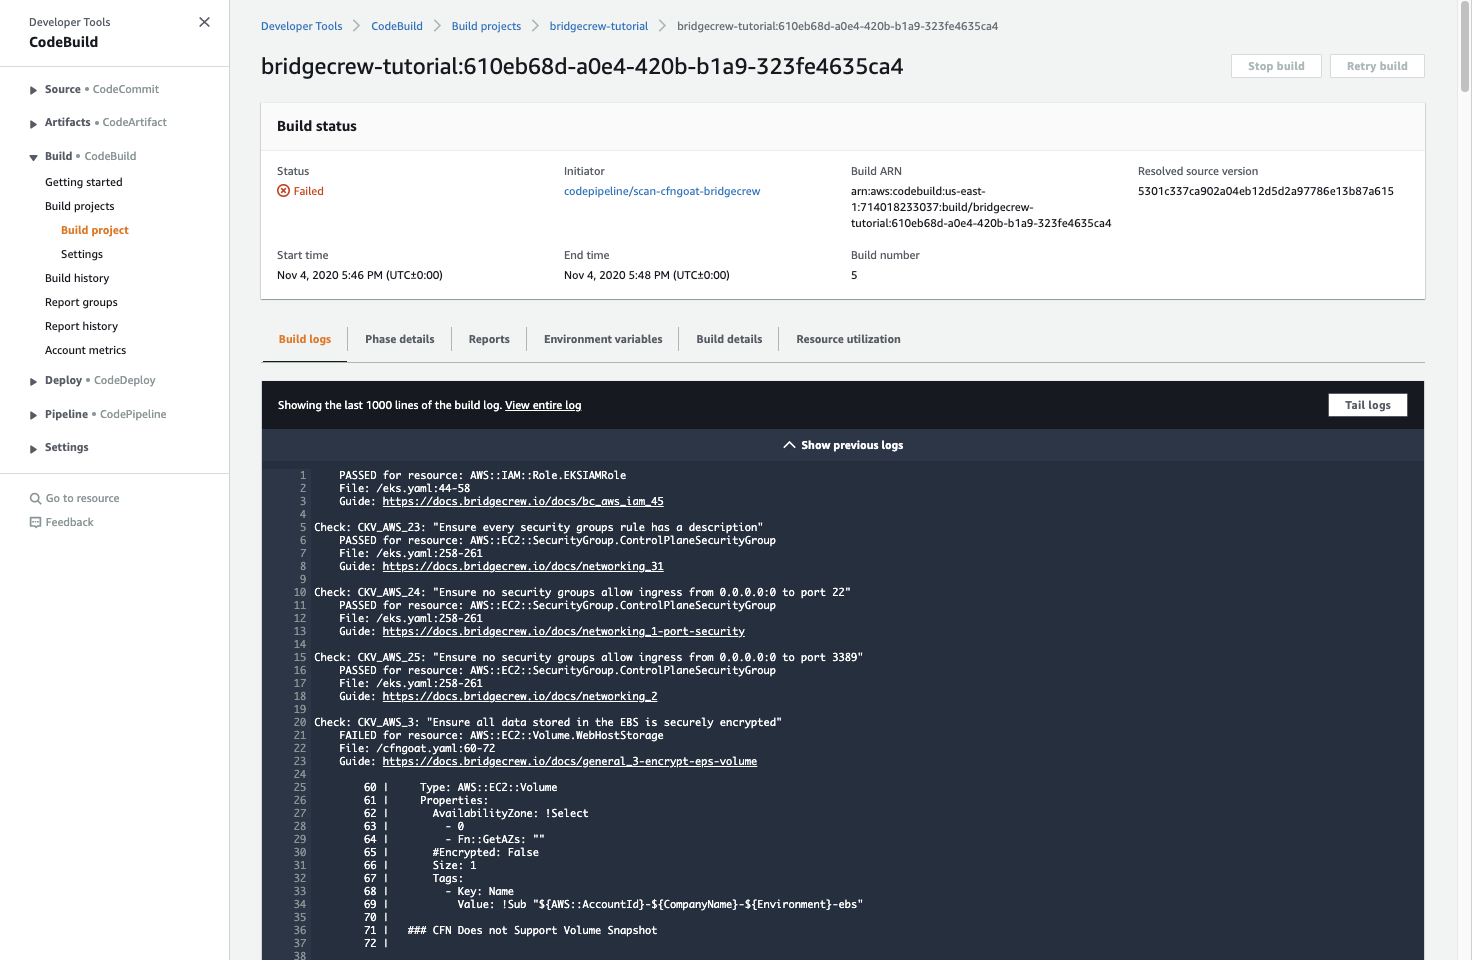 Developer Tools
CodeBuild
Source • CodeCommit
Artifacts • CodeArtifact
Build • CodeBuild
Getting started
Build projects
Build project
Settings
Build history
Report groups
Report history
Account metrics
Deploy • CodeDeploy
Pipeline • CodePipeline
Settings
Go to resource
Feedback
Developer Tools > CodeBuild > Build projects > bridgecrew-tutorial > bridgecrew-tutorial:610eb68d-a0e4-420b-b1a9-323fe4635ca4
bridgecrew-tutorial:610eb68d-a0e4-420b-b1a9-323fe4635ca4
Stop build
Retry build
Build status
Status
Failed
Initiator
codepipeline/scan-cfngoat-bridgecrew
Build ARN
arn:aws:codebuild:us-east-
1:714018233037:build/bridgecrew-
tutorial:610eb68d-a0e4-420b-b1a9-323fe4635ca4
Resolved source version
5301c337ca902a04eb12d5d2a97786e13b87a615
Start time
Nov 4, 2020 5:46 PM (UTC±0:00)
End time
Nov 4, 2020 5:48 PM (UTC±0:00)
Build number
5
Build logs
Phase details
Reports
Environment variables
Build details
Resource utilization
Showing the last 1000 lines of the build log. View entire log
Tail logs
Show previous logs
1 PASSED for resource: AWS::IAM::Role.EKSIAMRole
2 File: /eks.yaml:44-58
3 Guide: https://docs.bridgecrew.io/docs/bc_aws_iam_45
4
5 Check: CKV_AWS_23: "Ensure every security groups rule has a description"
6 PASSED for resource: AWS::EC2::SecurityGroup.ControlPlaneSecurityGroup
7 File: /eks.yaml:258-261
8 Guide: https://docs.bridgecrew.io/docs/networking_31
9
10 Check: CKV_AWS_24: "Ensure no security groups allow ingress from 0.0.0.0:0 to port 22"
11 PASSED for resource: AWS::EC2::SecurityGroup.ControlPlaneSecurityGroup
12 File: /eks.yaml:258-261
13 Guide: https://docs.bridgecrew.io/docs/networking_1-port-security
14
15 Check: CKV_AWS_25: "Ensure no security groups allow ingress from 0.0.0.0:0 to port 3389"
16 PASSED for resource: AWS::EC2::SecurityGroup.ControlPlaneSecurityGroup
17 File: /eks.yaml:258-261
18 Guide: https://docs.bridgecrew.io/docs/networking_2
19
20 Check: CKV_AWS_3: "Ensure all data stored in the EBS is securely encrypted"
21 FAILED for resource: AWS::EC2::Volume.WebHostStorage
22 File: /cfngoat.yaml:60-72
23 Guide: https://docs.bridgecrew.io/docs/general_3-encrypt-eps-volume
24
25 60 | Type: AWS::EC2::Volume
26 61 | Properties:
27 62 | AvailabilityZone: !Select
28 63 | - 0
29 64 | - Fn::GetAZs: ""
30 65 | #Encrypted: False
31 66 | Size: 1
32 67 | Tags:
33 68 | - Key: Name
34 69 | Value: !Sub "${AWS::AccountId}-${CompanyName}-${Environment}-ebs"
35 70 |
36 71 | ### CFN Does not Support Volume Snapshot
37 72 |
38